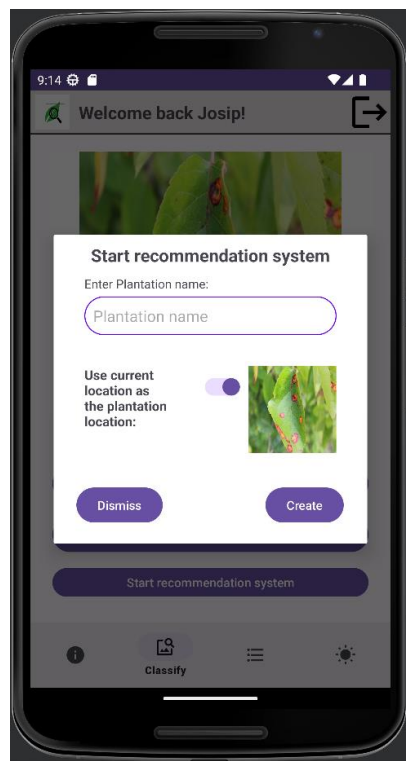 9:14
Welcome back Josip!
Start recommendation system
Enter Plantation name:
Plantation name
Use current
location as
the plantation
location:
Dismiss
Create
Start recommendation system
Classify